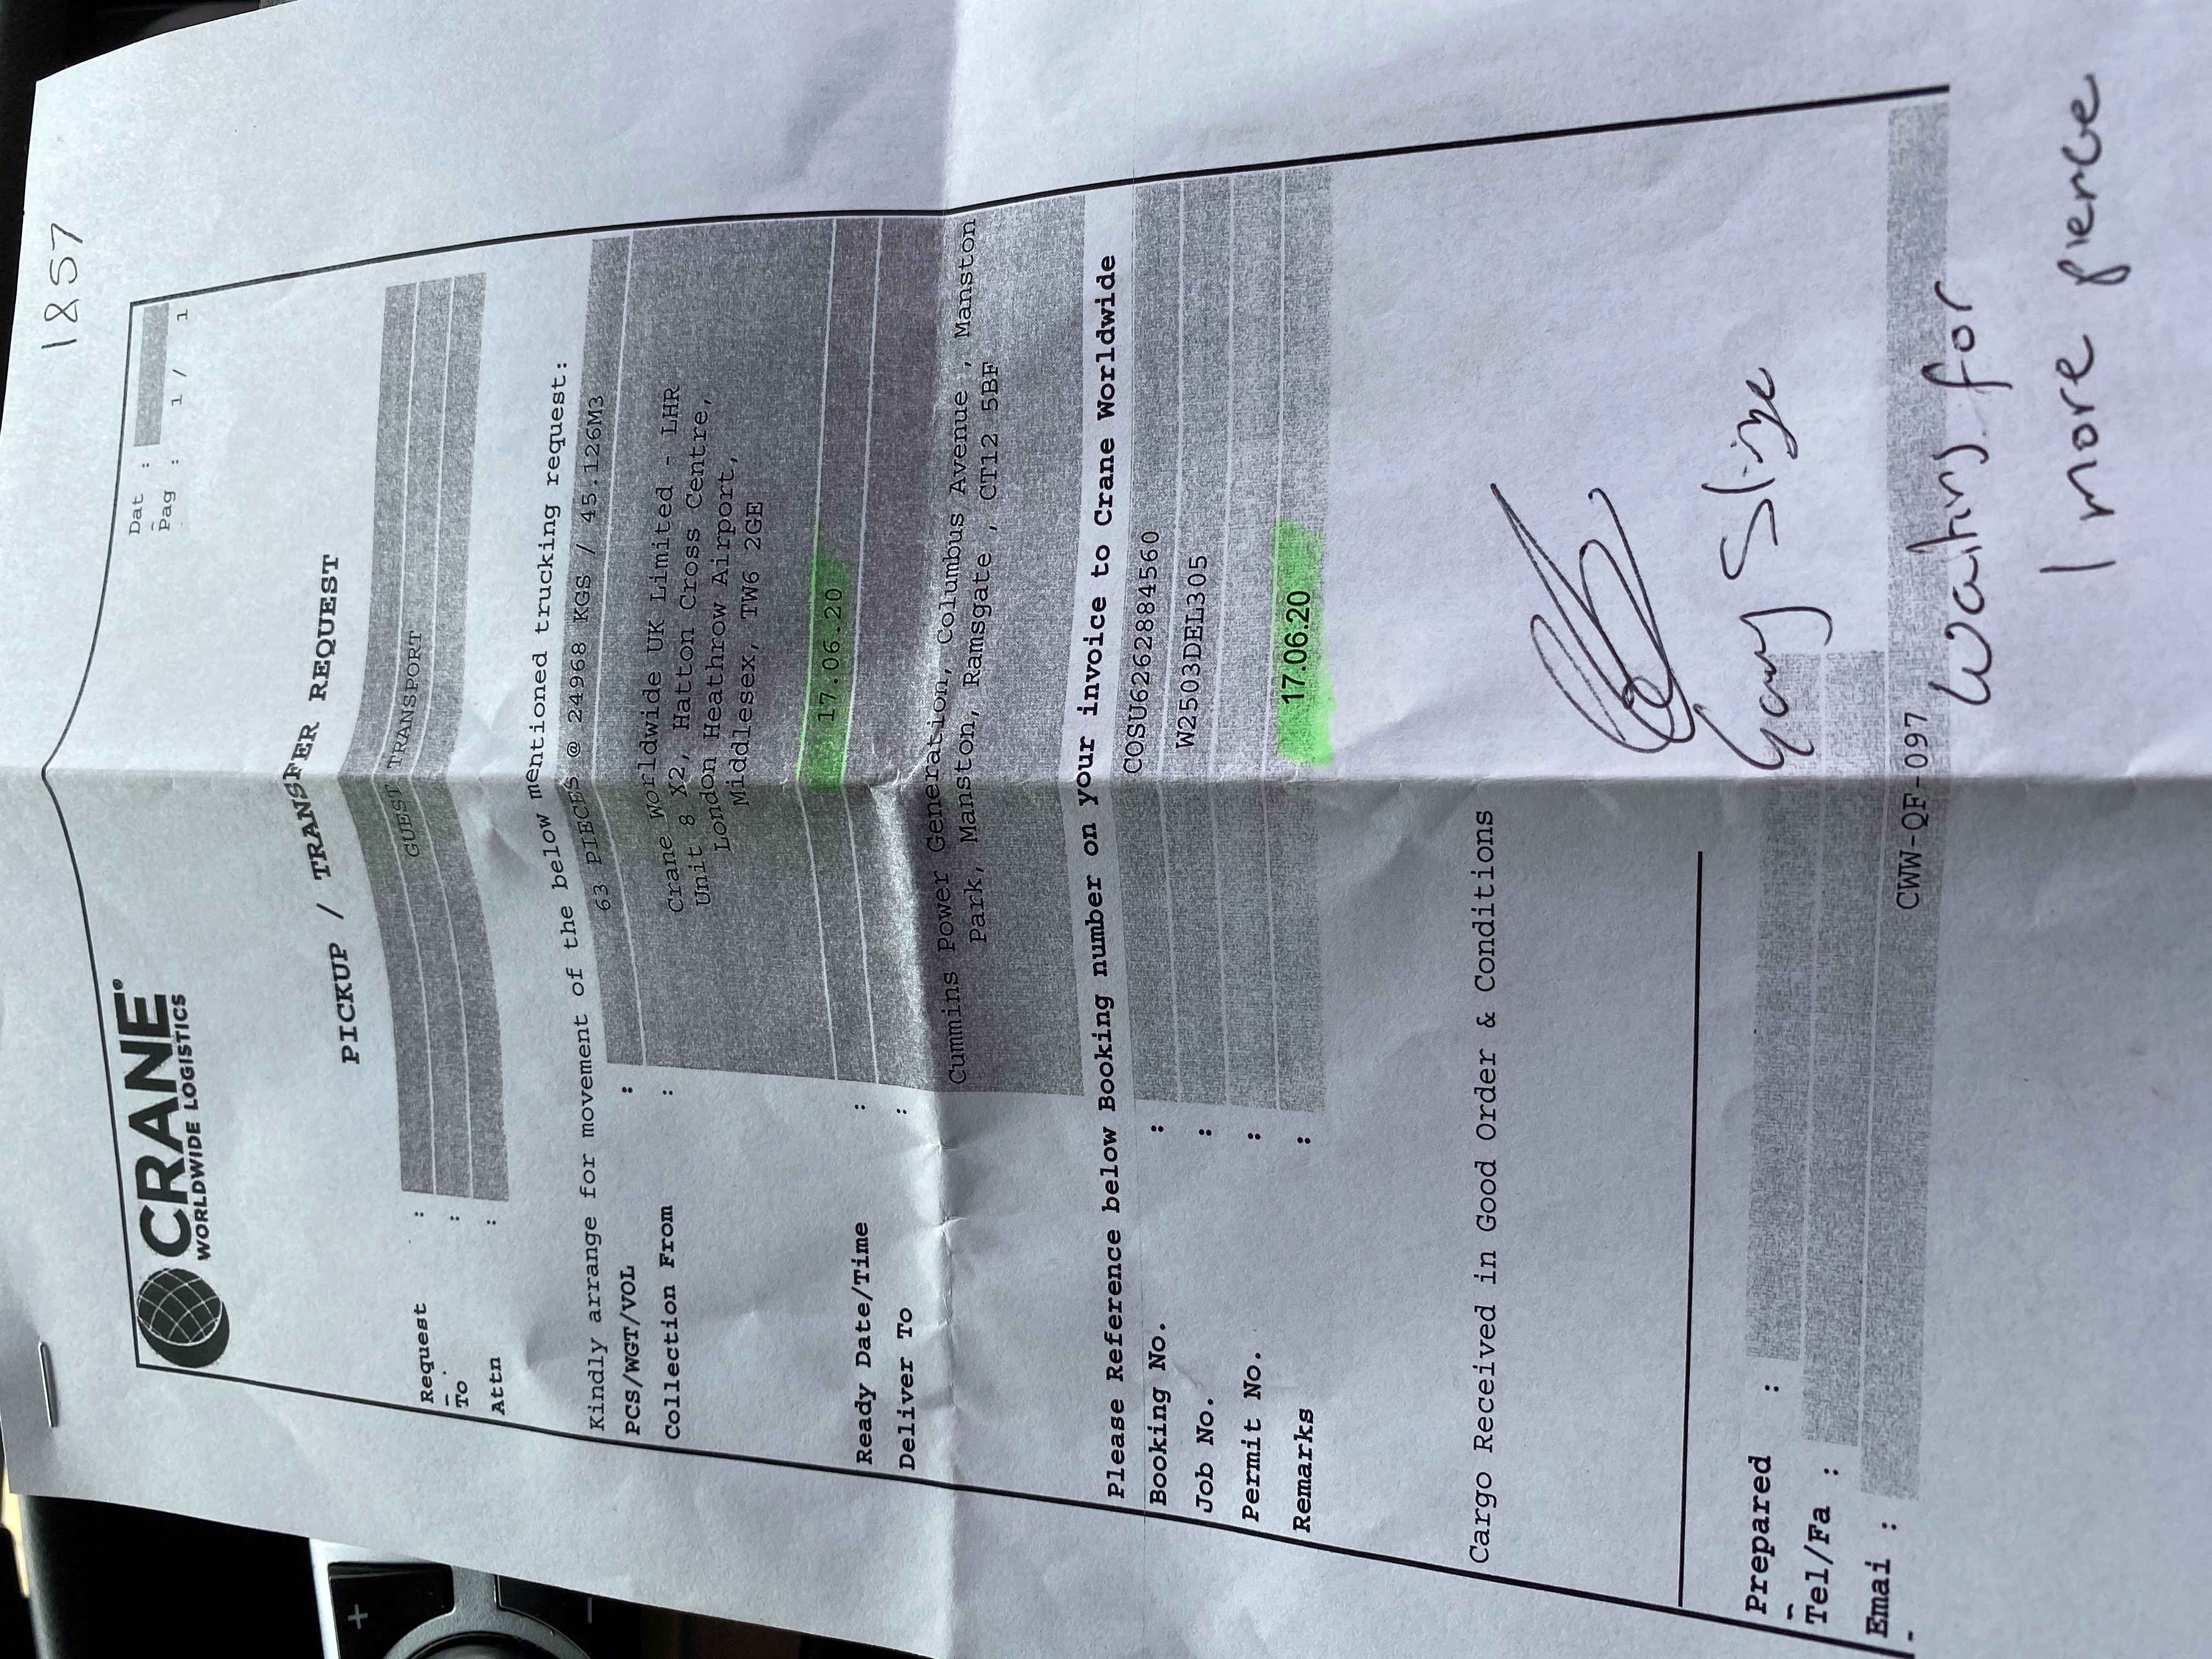 1857
CRANE
WORLDWIDE LOGISTICS
Dat :
Pag : 1 / 1
PICKUP / TRANSFER REQUEST
Request :
To : GUEST TRANSPORT
Attn :
Kindly arrange for movement of the below mentioned trucking request:
PCS/WGT/VOL : 63 PIECES @ 24968 KGS / 45.126M3
Collection From : Crane Worldwide UK Limited - LHR
Unit 8 X2, Hatton Cross Centre,
London Heathrow Airport,
Middlesex, TW6 2GE
Ready Date/Time : 17.06.20
Deliver To :
Cummins Power Generation, Columbus Avenue , Manston
Park, Manston, Ramsgate , CT12 5BF
Please Reference below Booking number on your invoice to Crane Worldwide
Booking No. : COSU6262884560
Job No. : W2503DEL305
Permit No. :
Remarks : 17.06.20
Cargo Received in Good Order & Conditions
Gary
Prepared :
Tel/Fa :
Emai :
CWW-QF-097
waiting for
1 more pience